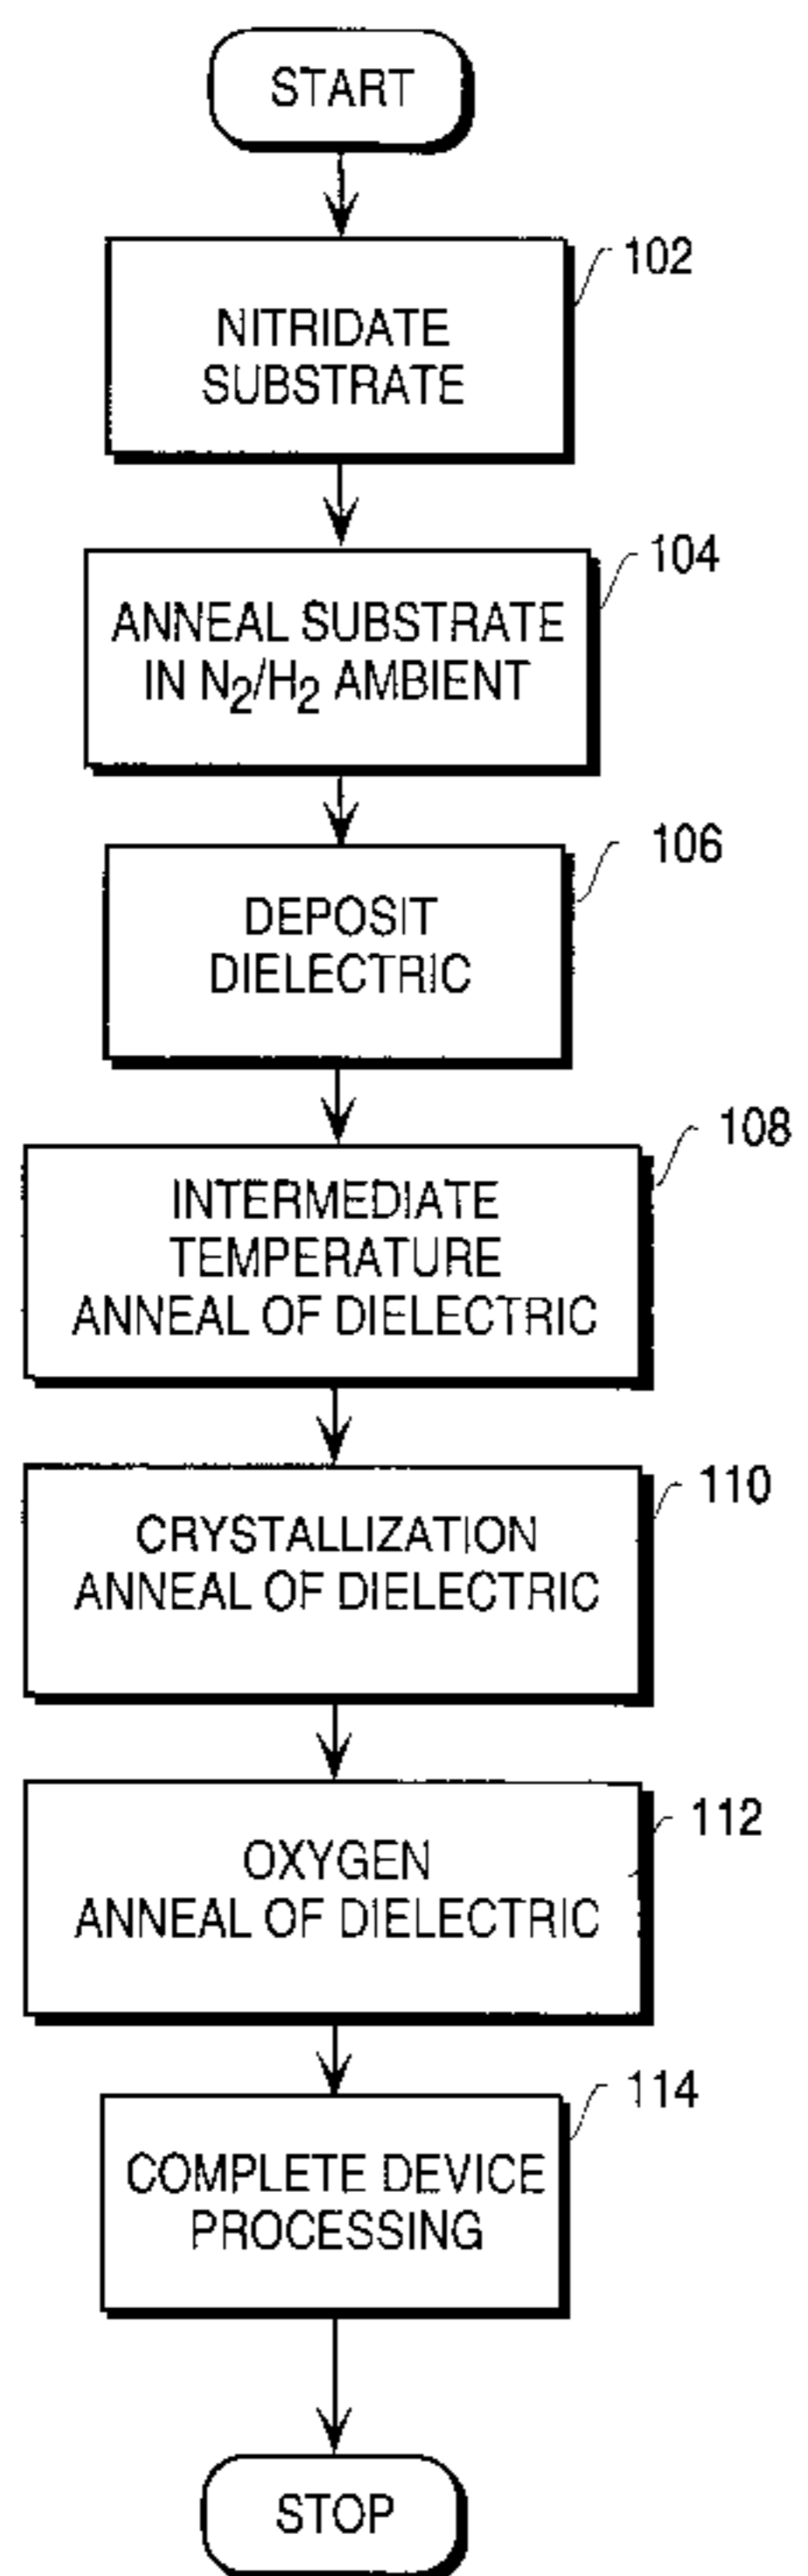 START
102
NITRIDATE
SUBSTRATE
104
ANNEAL SUBSTRATE
IN N₂/H₂ AMBIENT
106
DEPOSIT
DIELECTRIC
108
INTERMEDIATE
TEMPERATURE
ANNEAL OF DIELECTRIC
110
CRYSTALLIZATION
ANNEAL OF DIELECTRIC
112
OXYGEN
ANNEAL OF DIELECTRIC
114
COMPLETE DEVICE
PROCESSING
STOP